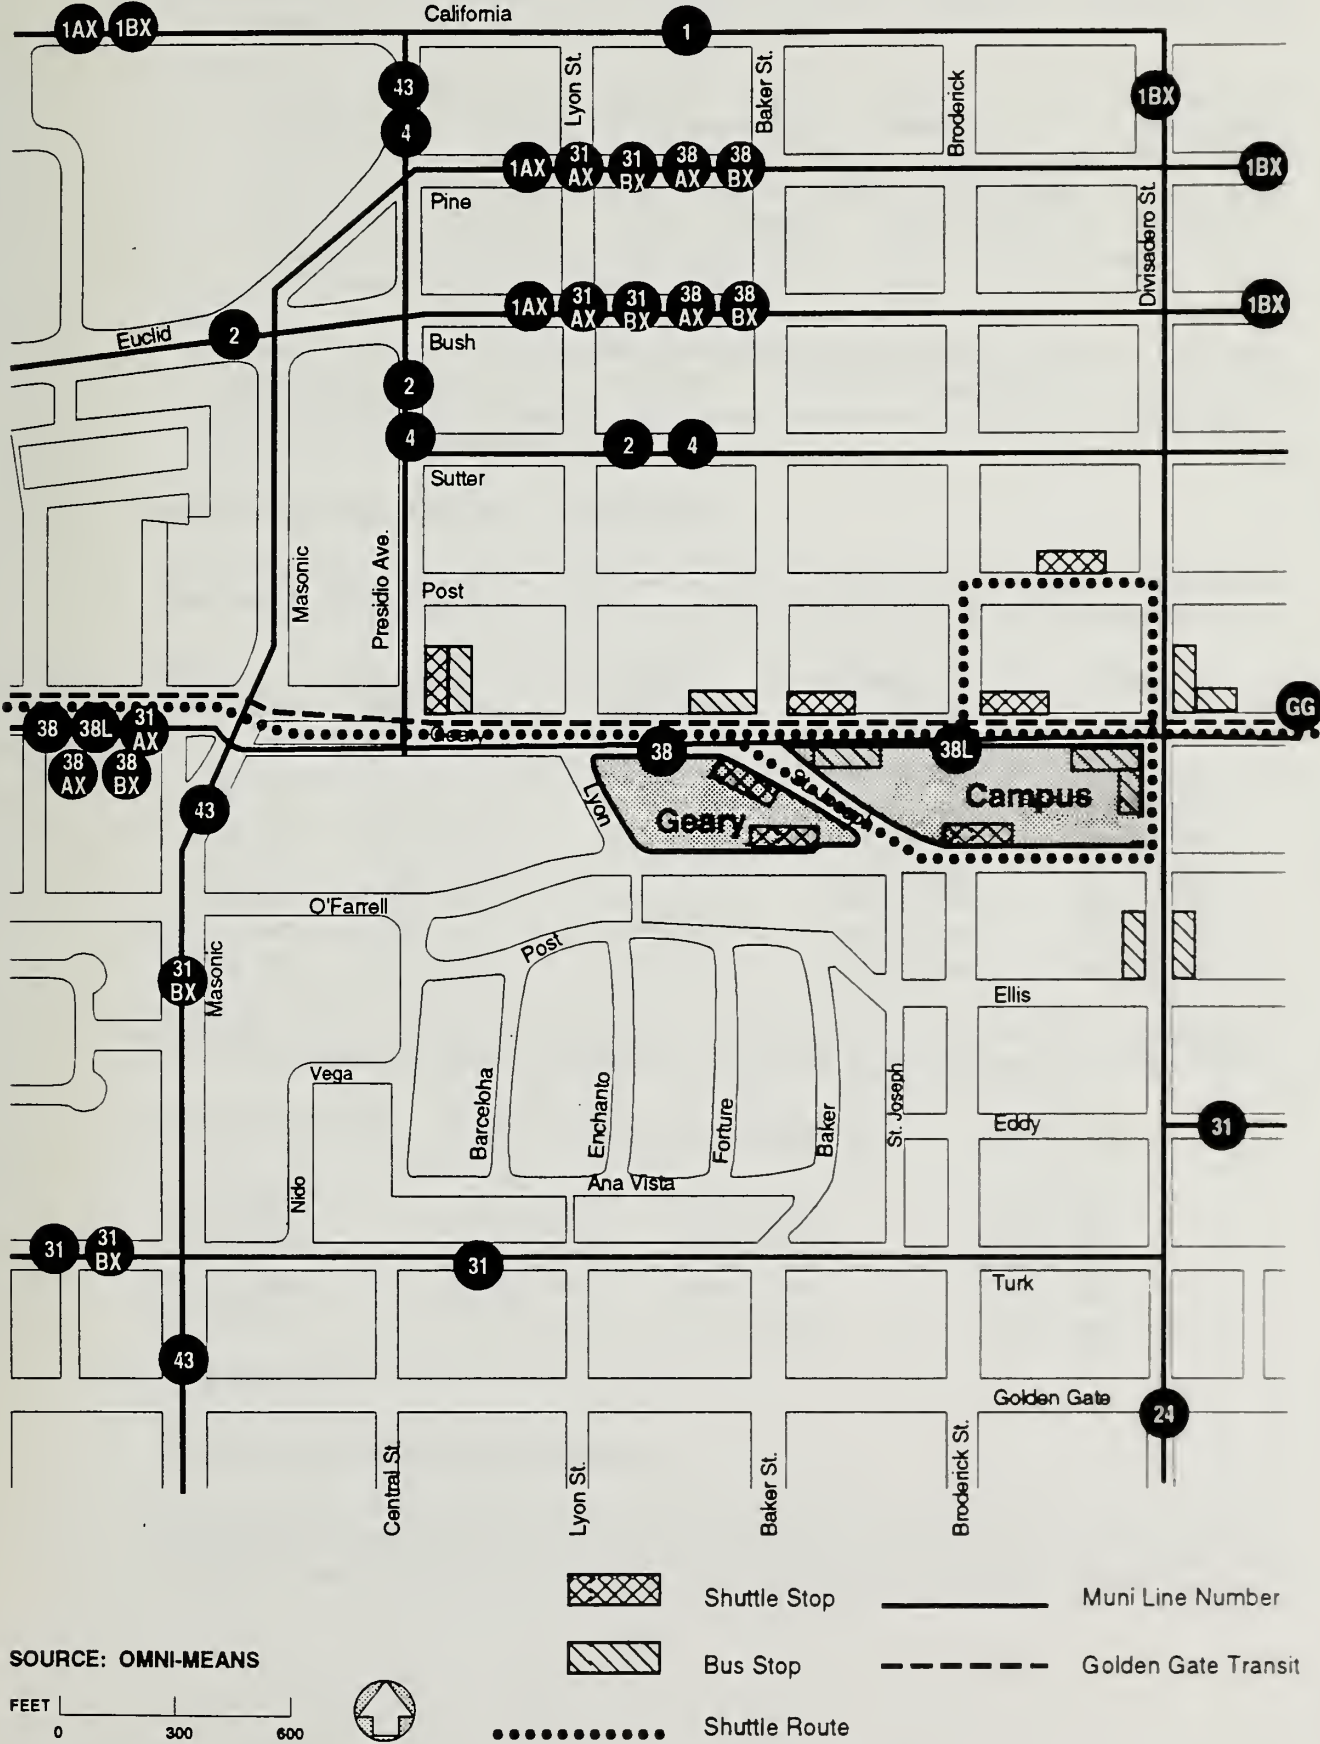 California
1AX
1BX
1
43
4
Lyon St.
Baker St.
Broderick
1BX
1AX
31 AX
31 BX
38 AX
38 BX
1BX
Pine
Divisadero St.
1AX
31 AX
31 BX
38 AX
38 BX
1BX
Euclid
2
Bush
2
4
2
4
Sutter
Masonic
Presidio Ave.
Post
38
38L
31 AX
38 AX
38 BX
Geary
GG
38
38L
43
Lyon
Geary
St. Joseph
Campus
O'Farrell
Post
31 BX
Masonic
Ellis
Vega
Barceloha
Enchanto
Forture
Baker
St. Joseph
Eddy
31
Nido
Ana Vista
31
31 BX
31
Turk
43
Golden Gate
24
Central St.
Lyon St.
Baker St.
Broderick St.
Shuttle Stop
Muni Line Number
SOURCE: OMNI-MEANS
Bus Stop
Golden Gate Transit
FEET
0 300 600
Shuttle Route